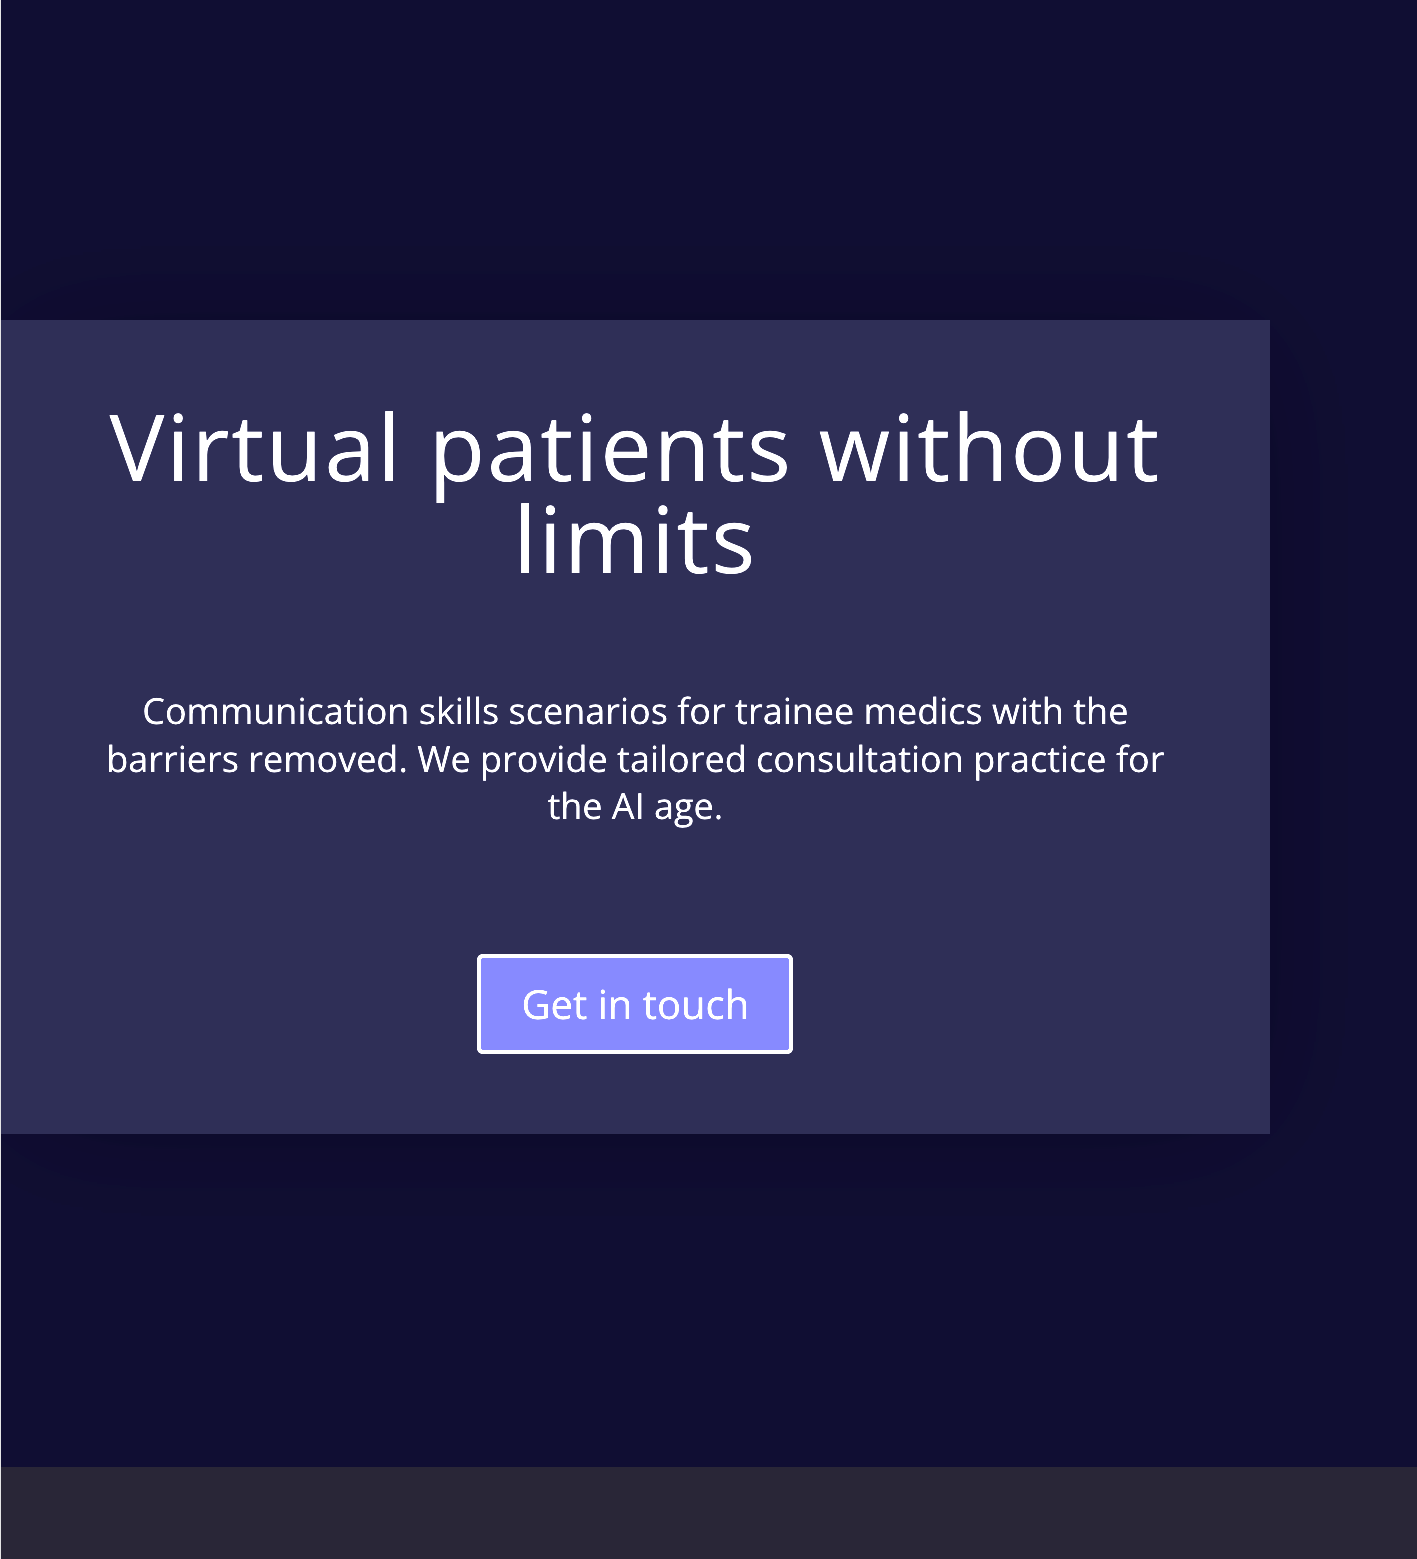 Virtual patients without
limits
Communication skills scenarios for trainee medics with the
barriers removed. We provide tailored consultation practice for
the AI age.
Get in touch